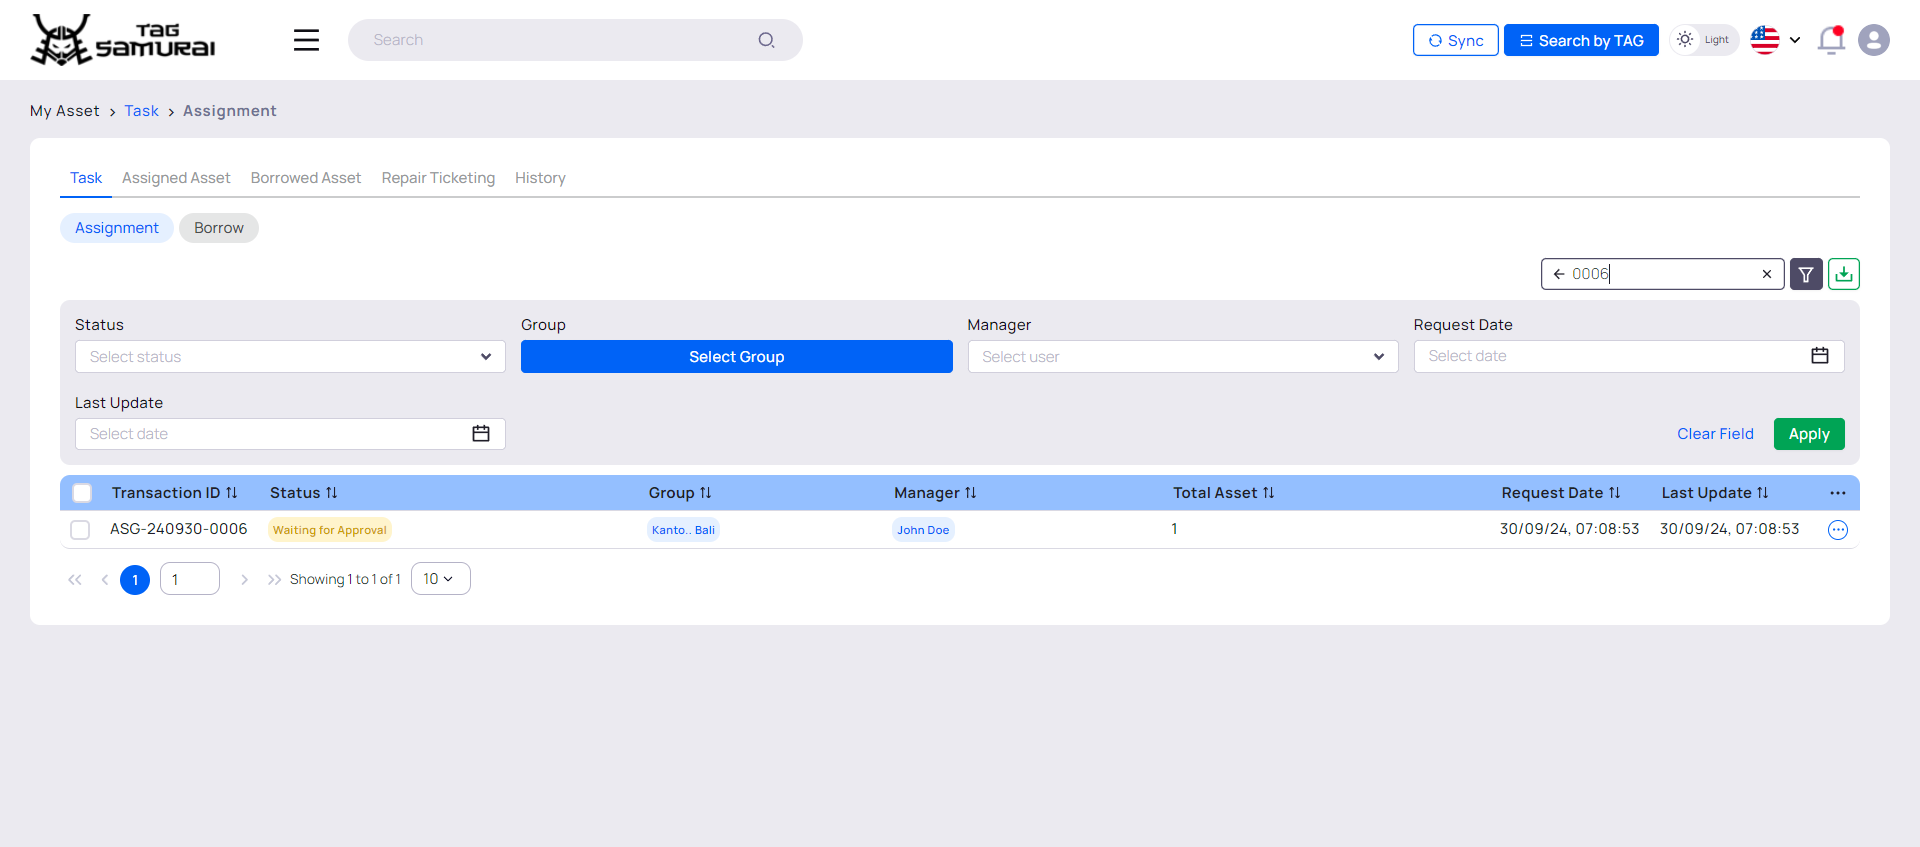 TAG
SAMURAI
Search
Sync
Search by TAG
Light
My Asset > Task > Assignment
Task Assigned Asset Borrowed Asset Repair Ticketing History
Assignment Borrow
0006
Status Group Manager Request Date
Select status Select Group Select user Select date
Last Update
Select date
Clear Field Apply
Transaction ID Status Group Manager Total Asset Request Date Last Update
ASG-240930-0006 Waiting for Approval Kanto.. Bali John Doe 1 30/09/24, 07:08:53 30/09/24, 07:08:53
1 1 Showing 1 to 1 of 1 10